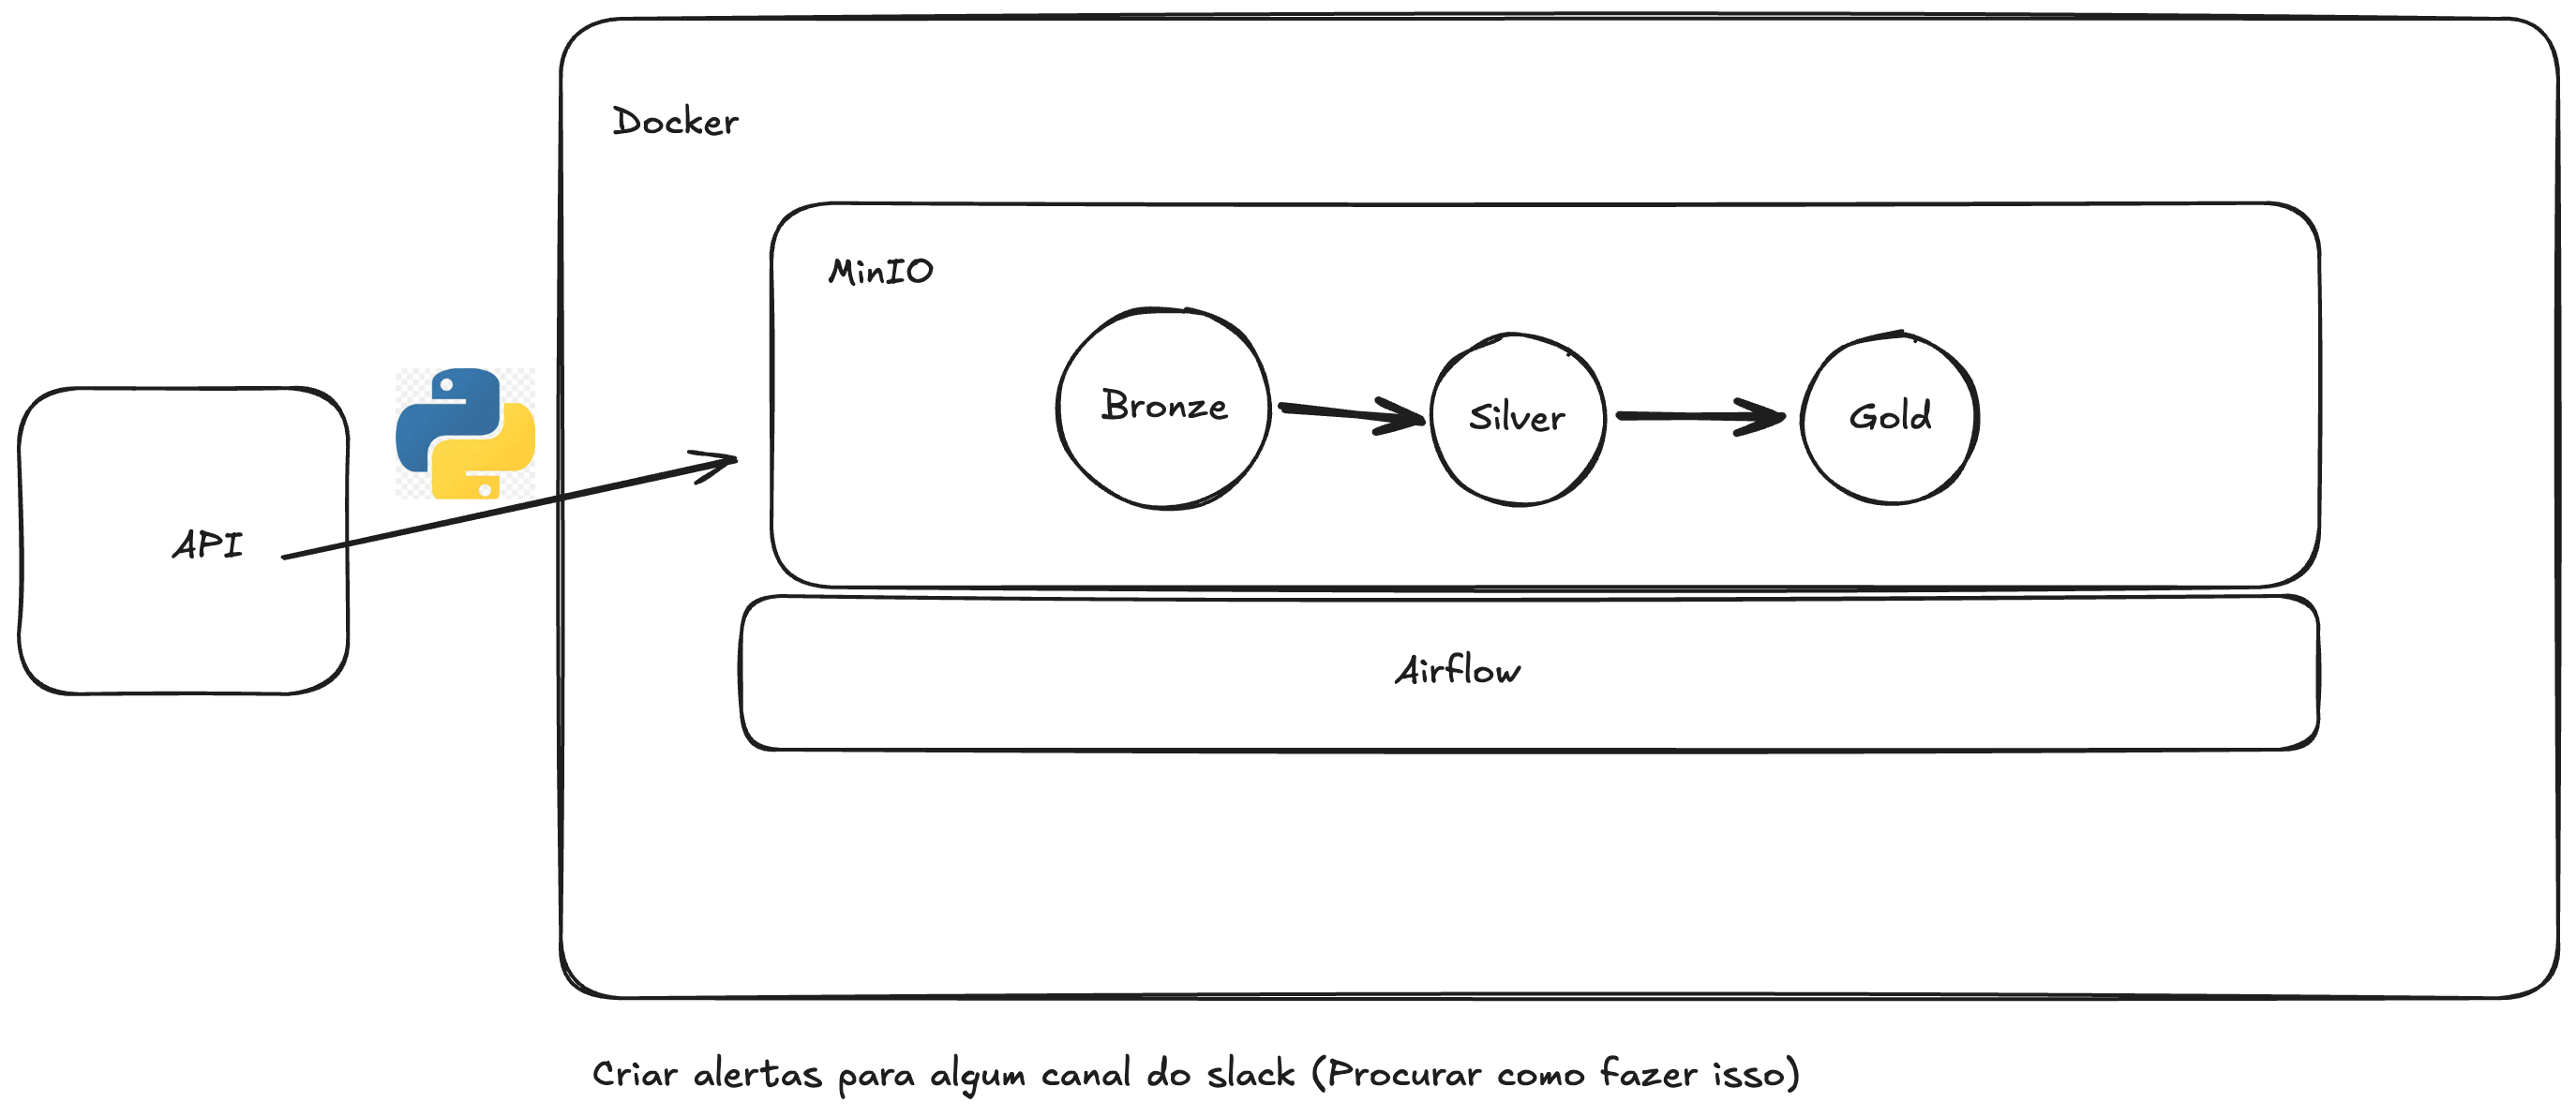 Docker
MinIO
Bronze
Silver
Gold
API
Airflow
Criar alertas para algum canal do slack (Procurar como fazer isso)